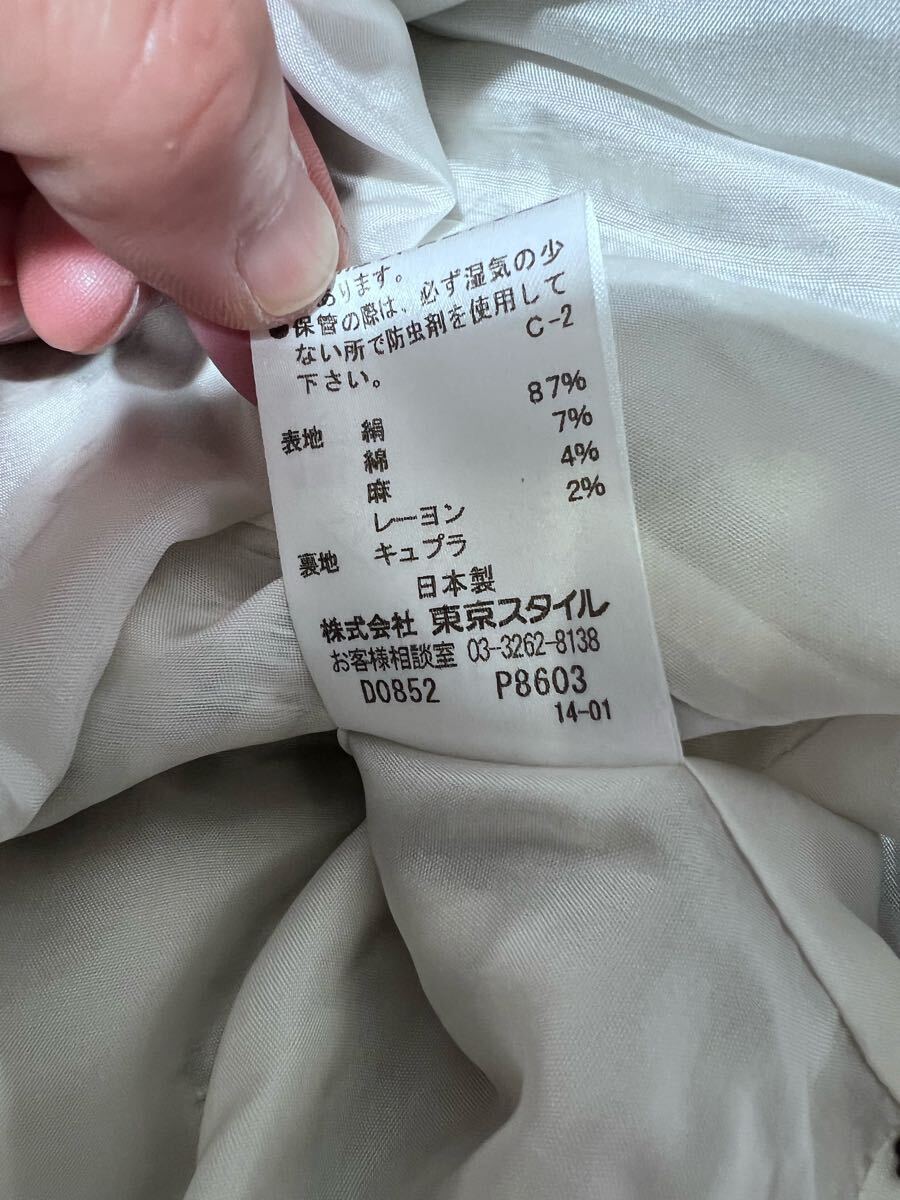 あります。
●保管の際は、必ず湿気の少
ない所で防虫剤を使用して
下さい。 C-2
表地 絹 87%
綿 7%
麻 4%
レーヨン 2%
裏地 キュプラ
日本製
株式会社 東京スタイル
お客様相談室 03-3262-8138
D0852 P8603
14-01